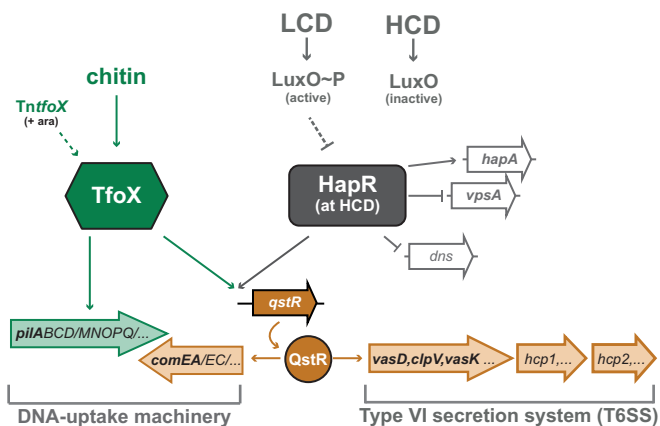 LCD
HCD
LuxO~P
(active)
LuxO
(inactive)
chitin
TntfoX
(+ ara)
TfoX
HapR
(at HCD)
hapA
vpsA
dns
qstR
pilABCD/MNOPQ/...
comEA/EC/...
QstR
vasD,clpV,vasK ...
hcp1,...
hcp2,...
DNA-uptake machinery
Type VI secretion system (T6SS)